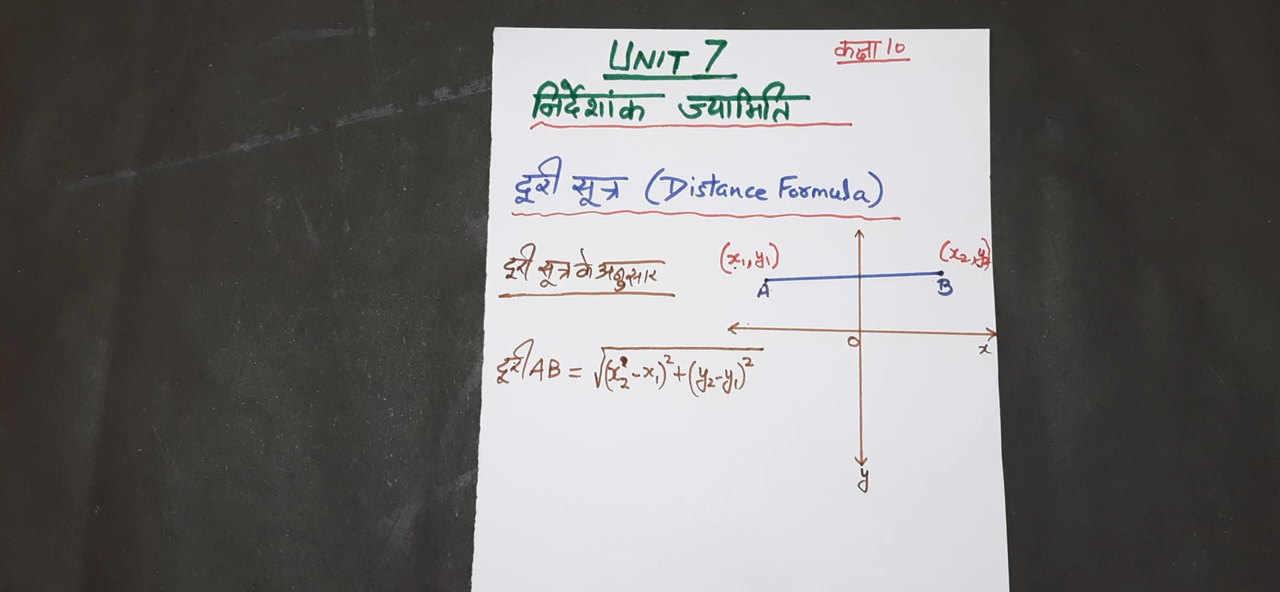 UNIT 7
कक्षा 10
निर्देशांक ज्यामिति
दूरी सूत्र (Distance Formula)
(x₁,y₁)
(x₂,y₂)
दूरी सूत्र के अनुसार
A
B
O
x
दूरी AB = √(x₂-x₁)²+(y₂-y₁)²
y